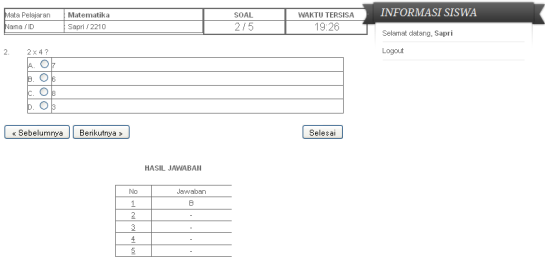 Mata Pelajaran : Matematika SOAL WAKTU TERSISA
Nama / ID : Sapri / 2210 2 / 5 19:26
INFORMASI SISWA
Selamat datang, Sapri
Logout
2. 2 x 4 ?
A. 7
B. 6
C. 8
D. 3
« Sebelumnya Berikutnya » Selesai
HASIL JAWABAN
No Jawaban
1 B
2 -
3 -
4 -
5 -